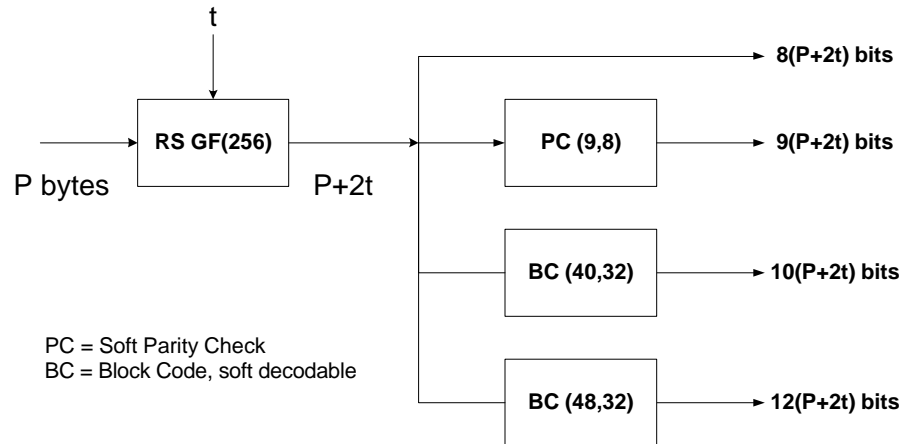 t
8(P+2t) bits
RS GF(256)
PC (9,8)
9(P+2t) bits
P bytes
P+2t
BC (40,32)
10(P+2t) bits
PC = Soft Parity Check
BC = Block Code, soft decodable
BC (48,32)
12(P+2t) bits